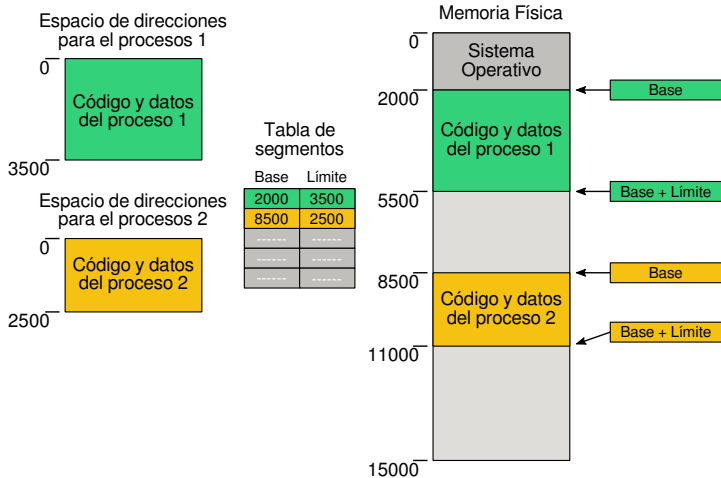 Espacio de direcciones
para el procesos 1
0
Código y datos
del proceso 1
3500
Espacio de direcciones
para el procesos 2
0
Código y datos
del proceso 2
2500
Tabla de
segmentos
Base Límite
2000 3500
8500 2500
------ ------
------ ------
------ ------
Memoria Física
0
Sistema
Operativo
2000
Base
Código y datos
del proceso 1
5500
Base + Límite
8500
Base
Código y datos
del proceso 2
Base + Límite
11000
15000